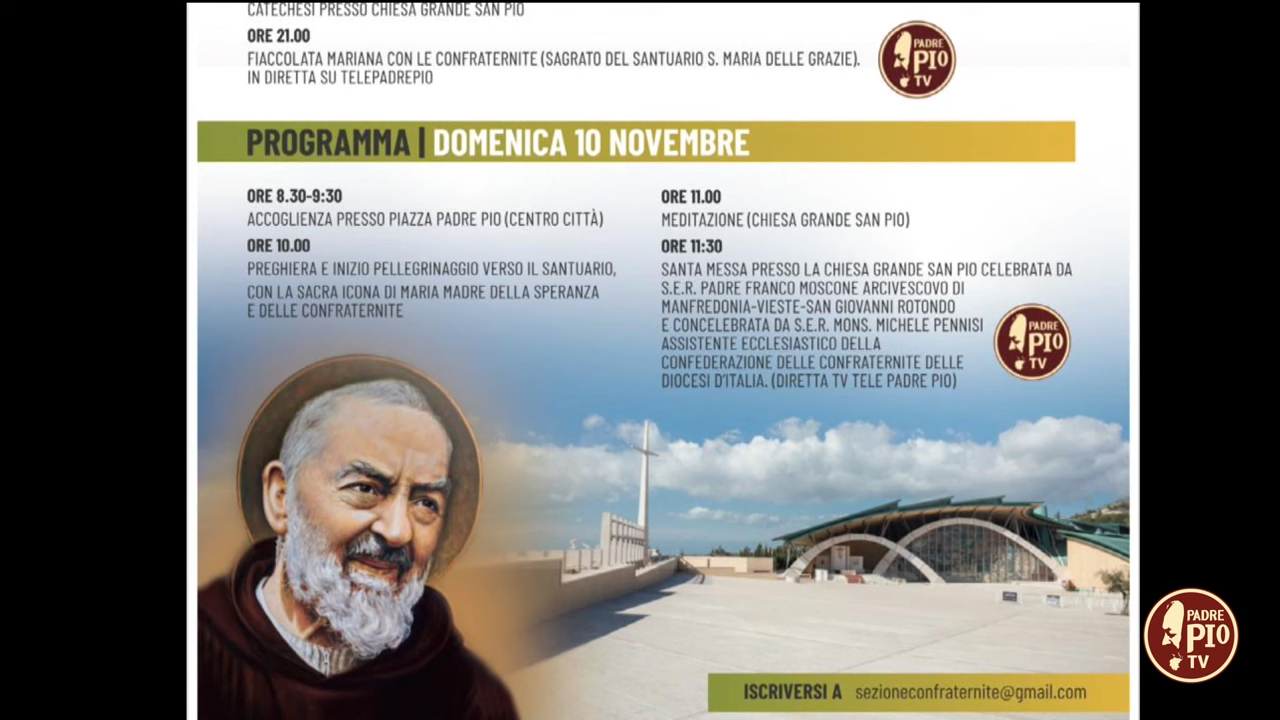 CATECHESI PRESSO CHIESA GRANDE SAN PIO
ORE 21.00
FIACCOLATA MARIANA CON LE CONFRATERNITE (SAGRATO DEL SANTUARIO S. MARIA DELLE GRAZIE).
IN DIRETTA SU TELEPADREPIO
PADRE
PIO
TV
PROGRAMMA | DOMENICA 10 NOVEMBRE
ORE 8.30-9:30
ACCOGLIENZA PRESSO PIAZZA PADRE PIO (CENTRO CITTÀ)
ORE 10.00
PREGHIERA E INIZIO PELLEGRINAGGIO VERSO IL SANTUARIO,
CON LA SACRA ICONA DI MARIA MADRE DELLA SPERANZA
E DELLE CONFRATERNITE
ORE 11.00
MEDITAZIONE (CHIESA GRANDE SAN PIO)
ORE 11:30
SANTA MESSA PRESSO LA CHIESA GRANDE SAN PIO CELEBRATA DA
S.E.R. PADRE FRANCO MOSCONE ARCIVESCOVO DI
MANFREDONIA-VIESTE-SAN GIOVANNI ROTONDO
E CONCELEBRATA DA S.E.R. MONS. MICHELE PENNISI
ASSISTENTE ECCLESIASTICO DELLA
CONFEDERAZIONE DELLE CONFRATERNITE DELLE
DIOCESI D'ITALIA. (DIRETTA TV TELE PADRE PIO)
PADRE
PIO
TV
ISCRIVERSI A sezioneconfraternite@gmail.com
PADRE
PIO
TV